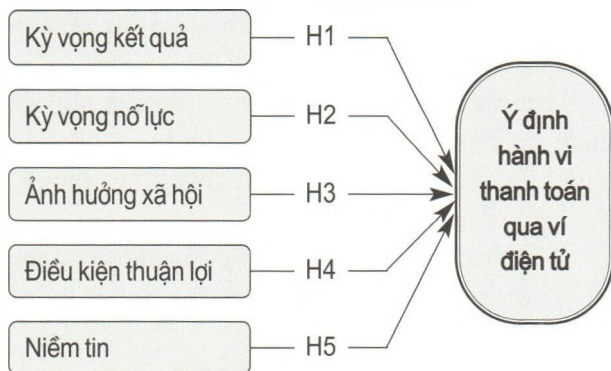 Kỳ vọng kết quả
H1
Kỳ vọng nỗ lực
H2
Ảnh hưởng xã hội
H3
Điều kiện thuận lợi
H4
Niềm tin
H5
Ý định
hành vi
thanh toán
qua ví
điện tử